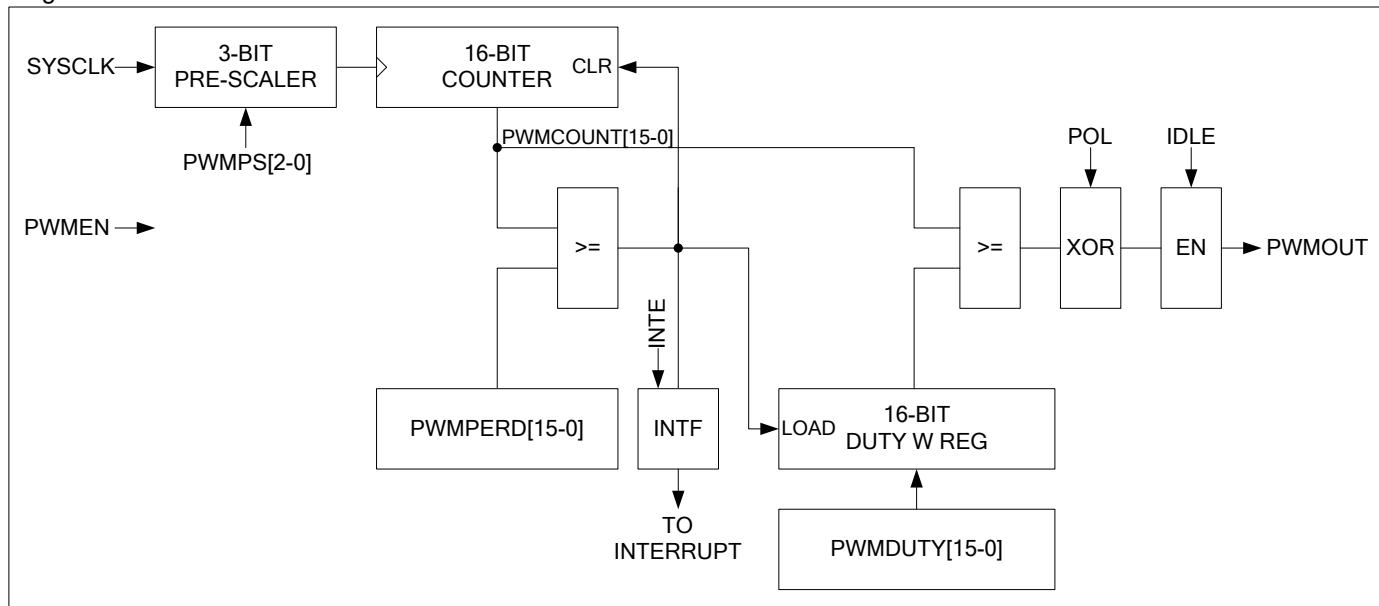 3-BIT
PRE-SCALER
16-BIT
COUNTER
CLR
SYSCLK
PWMCOUNT[15-0]
POL
IDLE
PWMPS[2-0]
PWMEN
>=
>=
XOR
EN
PWMOUT
INTE
PWMPERD[15-0]
INTF
LOAD
16-BIT
DUTY W REG
TO
INTERRUPT
PWMDUTY[15-0]